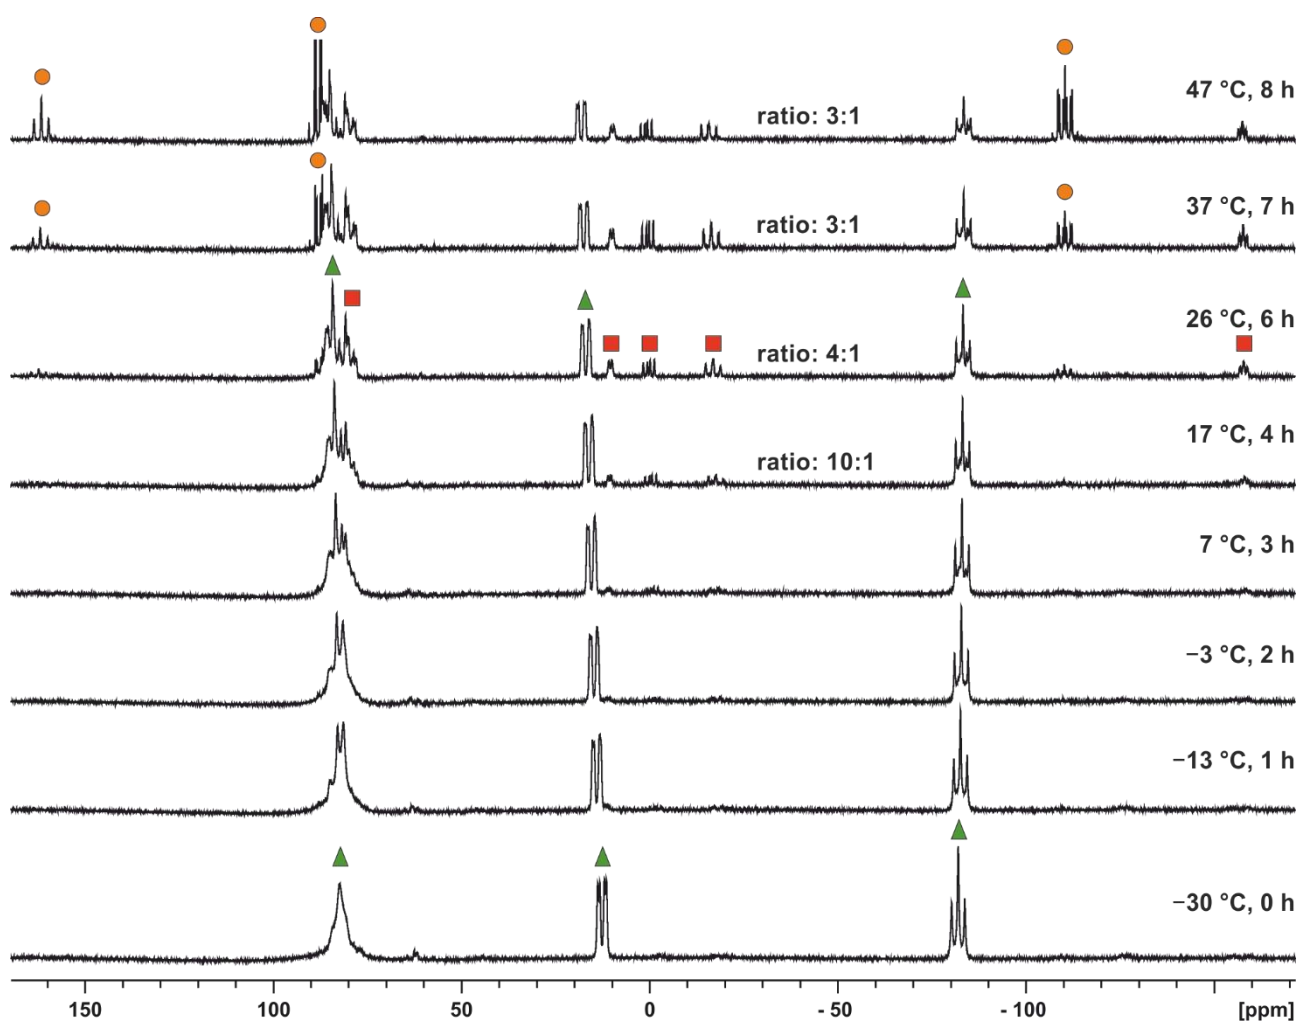 47 °C, 8 h
ratio: 3:1
37 °C, 7 h
ratio: 3:1
26 °C, 6 h
ratio: 4:1
17 °C, 4 h
ratio: 10:1
7 °C, 3 h
−3 °C, 2 h
−13 °C, 1 h
−30 °C, 0 h
150 100 50 0 - 50 - 100 [ppm]